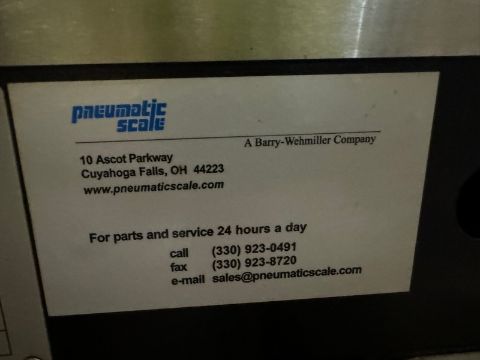 pneumatic
scale
A Barry-Wehmiller Company
10 Ascot Parkway
Cuyahoga Falls, OH 44223
www.pneumaticscale.com
For parts and service 24 hours a day
call (330) 923-0491
fax (330) 923-8720
e-mail sales@pneumaticscale.com